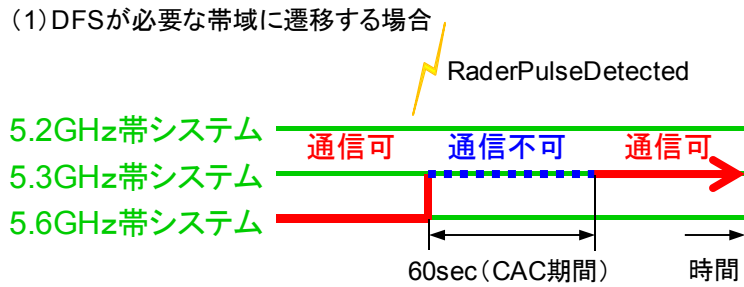 (1)DFSが必要な帯域に遷移する場合
RaderPulseDetected
5.2GHz帯システム
通信可 通信不可 通信可
5.3GHz帯システム
5.6GHz帯システム
60sec(CAC期間) 時間